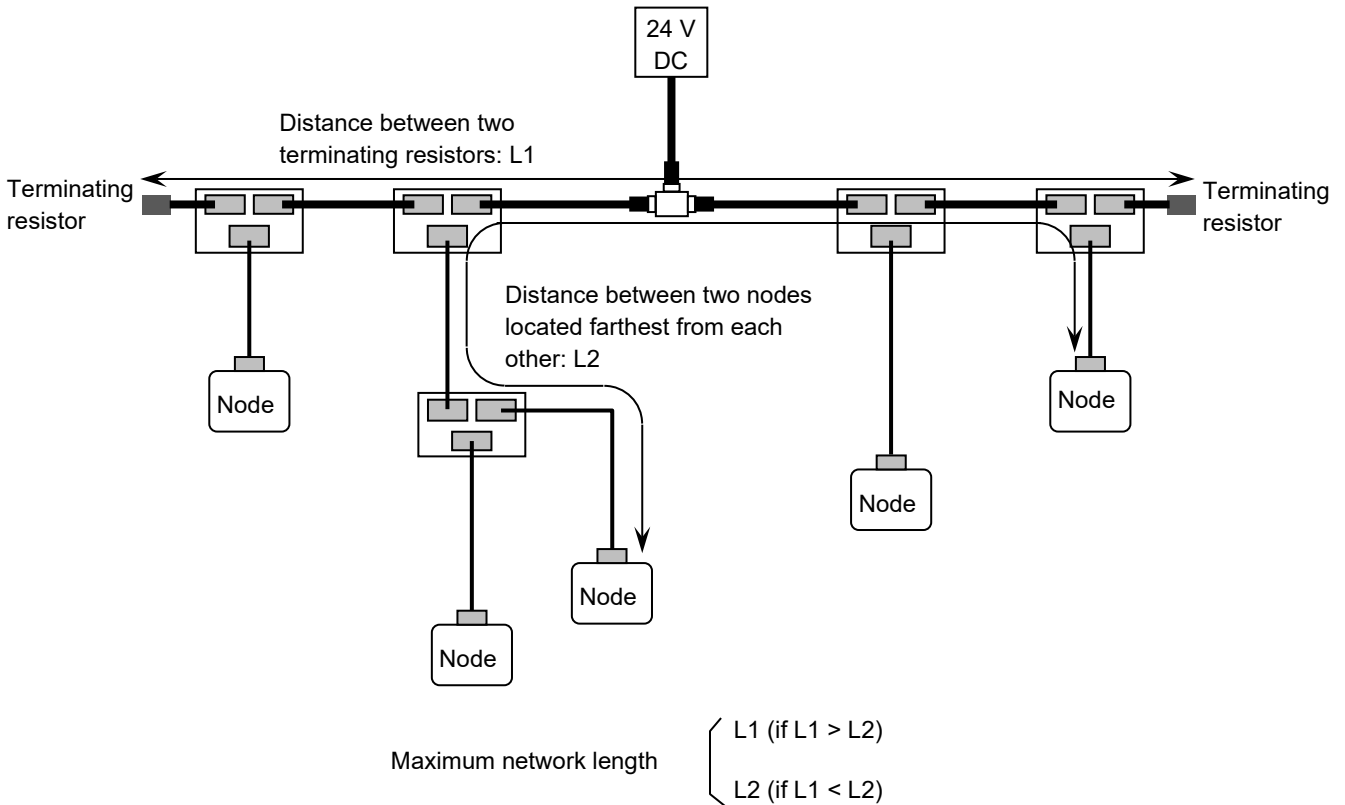 24 V
DC
Distance between two
terminating resistors: L1
Terminating
resistor
Terminating
resistor
Distance between two nodes
located farthest from each
other: L2
Node
Node
Node
Node
Node
Maximum network length
L1 (if L1 > L2)
L2 (if L1 < L2)